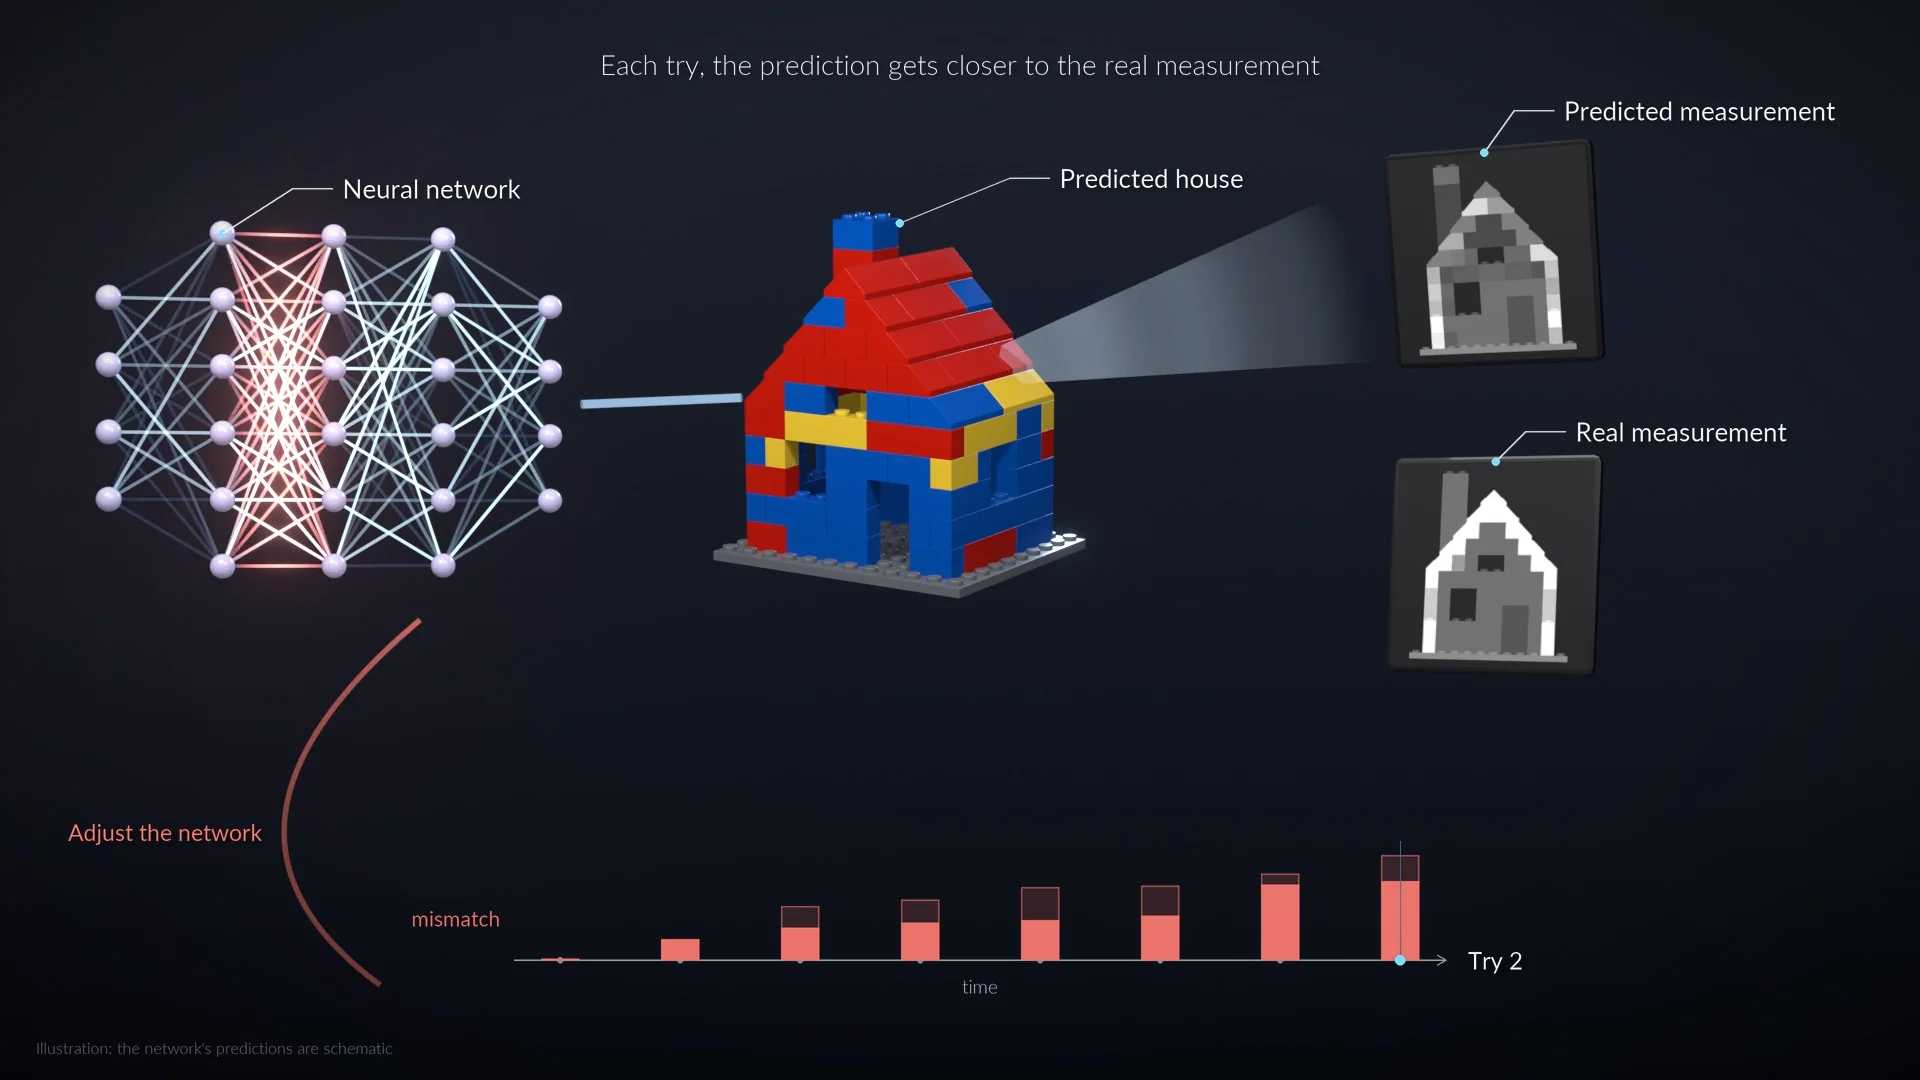 Each try, the prediction gets closer to the real measurement
Predicted measurement
Predicted house
Neural network
Real measurement
Adjust the network
mismatch
Try 2
time
Illustration: the network's predictions are schematic